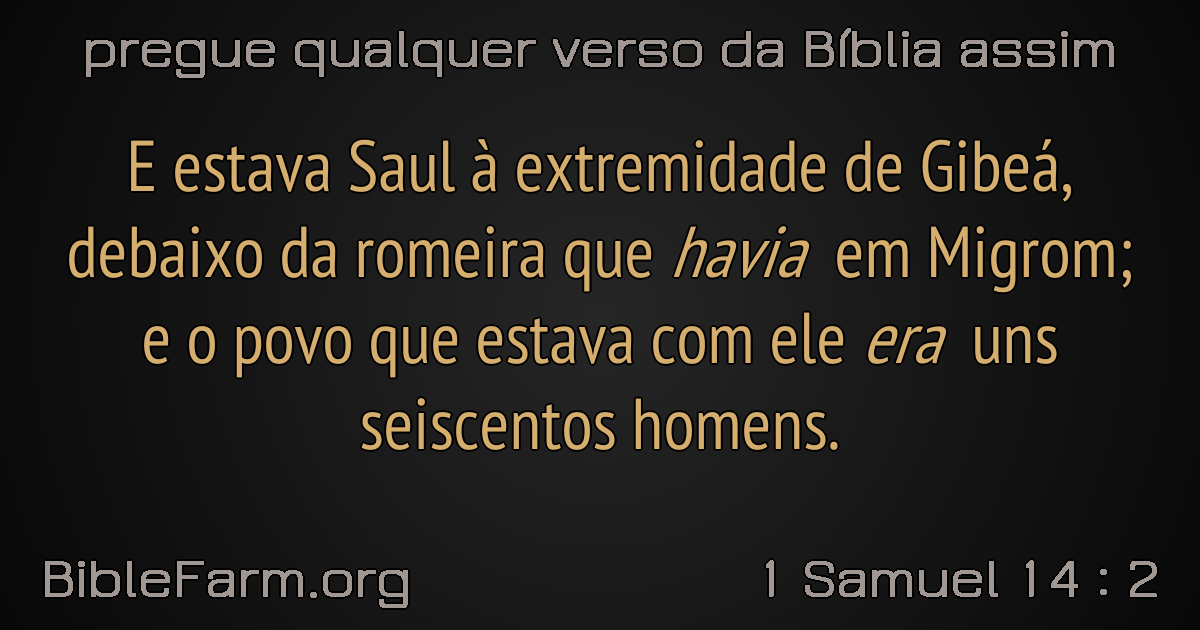 pregue qualquer verso da Bíblia assim
E estava Saul à extremidade de Gibeá,
debaixo da romeira que havia em Migrom;
e o povo que estava com ele era uns
seiscentos homens.
BibleFarm.org
1 Samuel 14 : 2